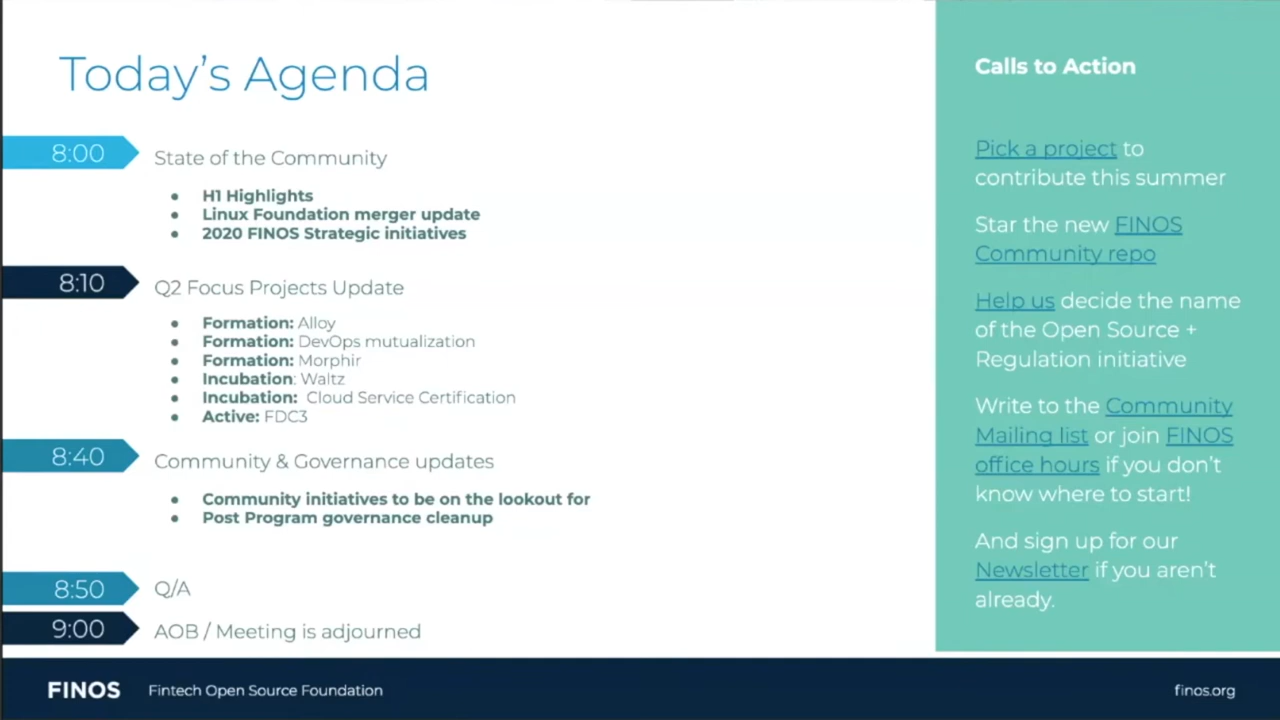 Today's Agenda
8:00
State of the Community
● H1 Highlights
● Linux Foundation merger update
● 2020 FINOS Strategic initiatives
8:10
Q2 Focus Projects Update
● Formation: Alloy
● Formation: DevOps mutualization
● Formation: Morphir
● Incubation: Waltz
● Incubation: Cloud Service Certification
● Active: FDC3
8:40
Community & Governance updates
● Community initiatives to be on the lookout for
● Post Program governance cleanup
8:50
Q/A
9:00
AOB / Meeting is adjourned
Calls to Action
Pick a project to
contribute this summer
Star the new FINOS
Community repo
Help us decide the name
of the Open Source +
Regulation initiative
Write to the Community
Mailing list or join FINOS
office hours if you don't
know where to start!
And sign up for our
Newsletter if you aren't
already.
FINOS
Fintech Open Source Foundation
finos.org